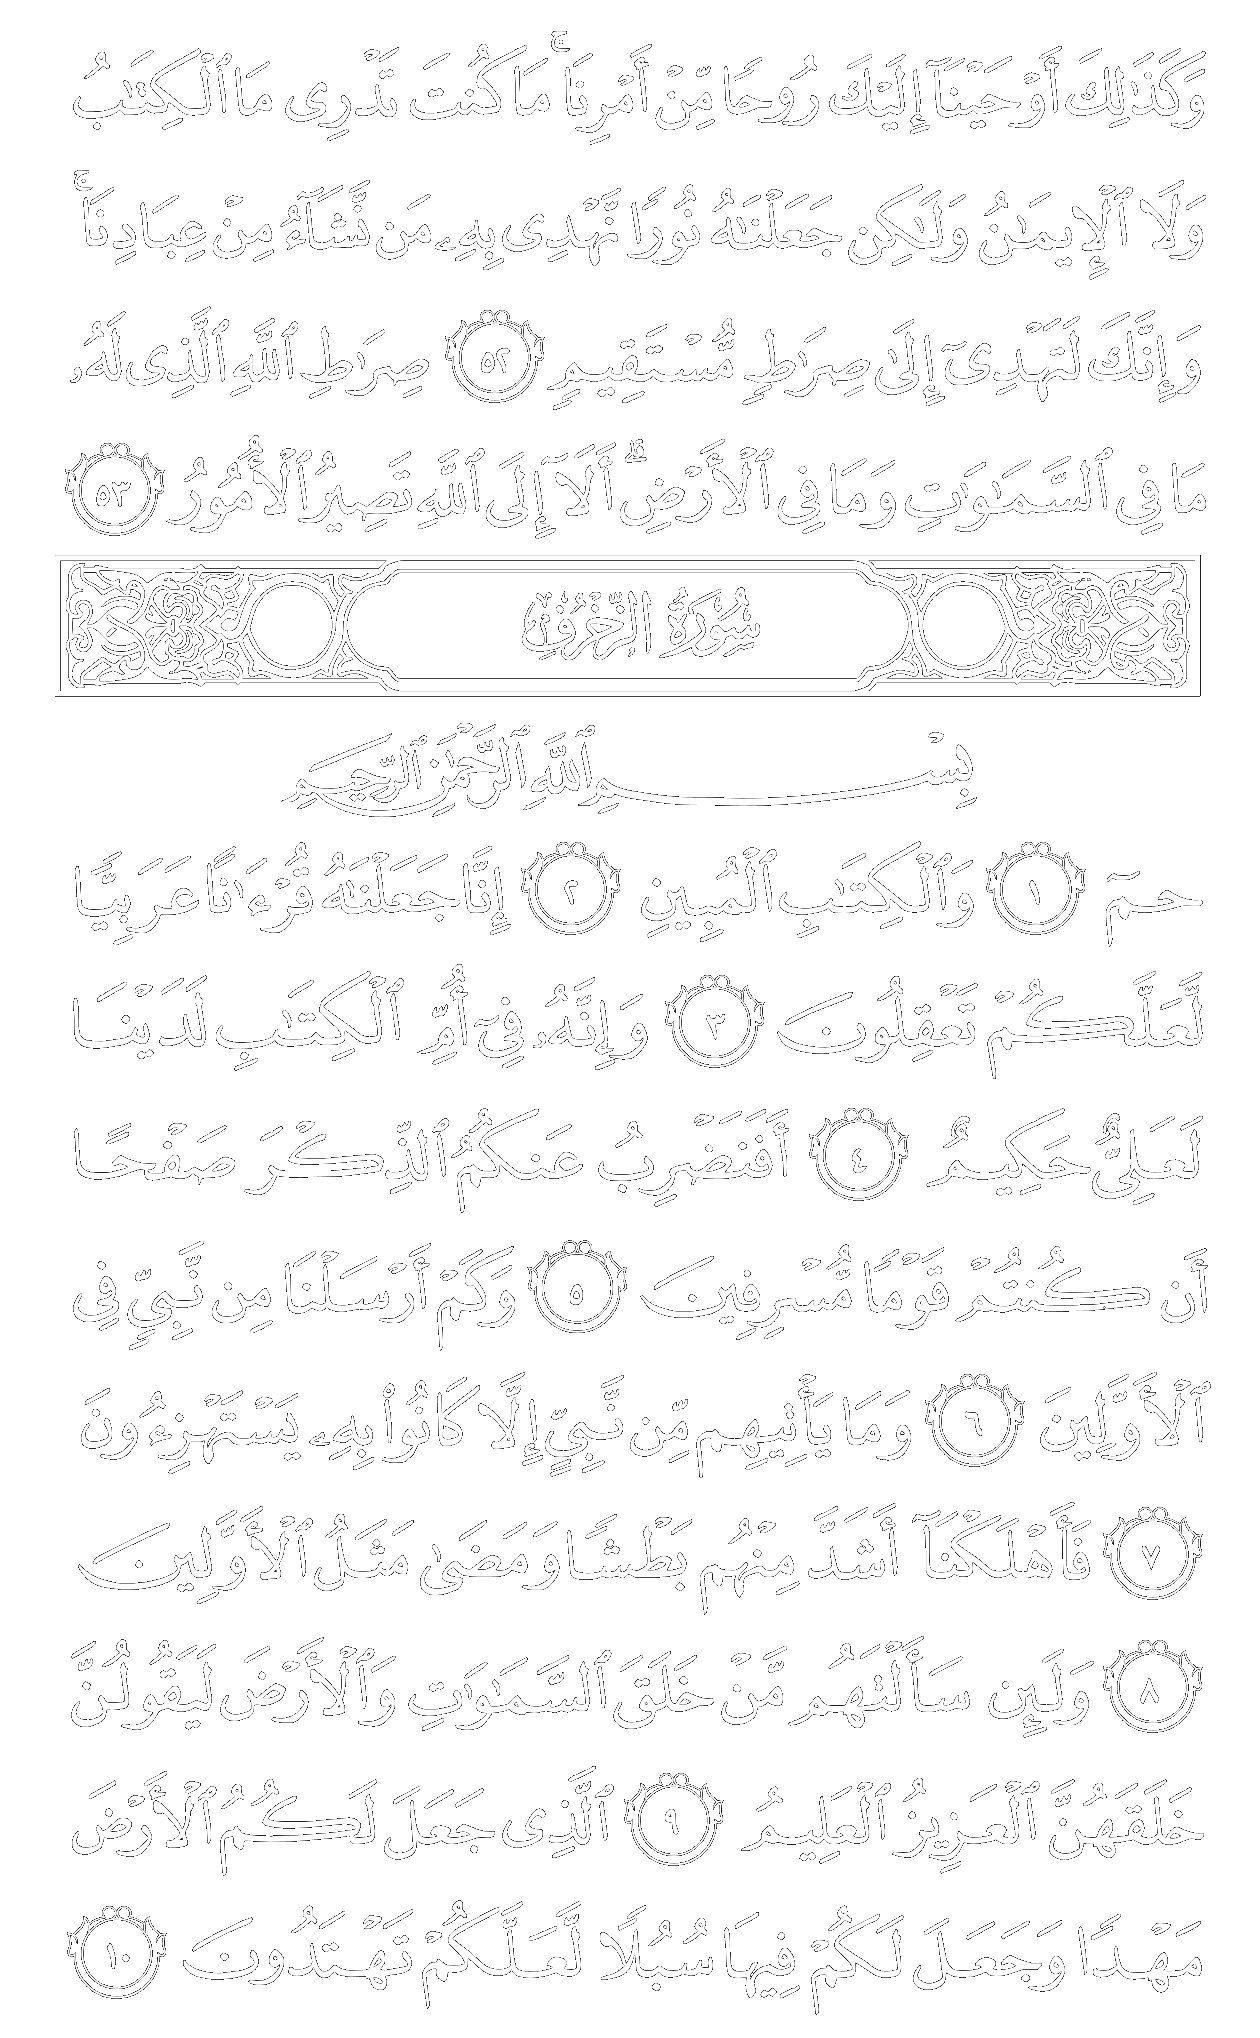 وَكَذَٰلِكَ أَوْحَيْنَآ إِلَيْكَ رُوحًا مِّنْ أَمْرِنَا ۚ مَا كُنتَ تَدْرِى مَا ٱلْكِتَـٰبُ
وَلَا ٱلْإِيمَـٰنُ وَلَـٰكِن جَعَلْنَـٰهُ نُورًا نَّهْدِى بِهِۦ مَن نَّشَآءُ مِنْ عِبَادِنَا ۚ
وَإِنَّكَ لَتَهْدِىٓ إِلَىٰ صِرَٰطٍ مُّسْتَقِيمٍ ٥٢ صِرَٰطِ ٱللَّهِ ٱلَّذِى لَهُۥ
مَا فِى ٱلسَّمَـٰوَٰتِ وَمَا فِى ٱلْأَرْضِ ۗ أَلَآ إِلَى ٱللَّهِ تَصِيرُ ٱلْأُمُورُ ٥٣
سُورَةُ الزُّخْرُفِ
بِسْمِ ٱللَّهِ ٱلرَّحْمَـٰنِ ٱلرَّحِيمِ
حمٓ ١ وَٱلْكِتَـٰبِ ٱلْمُبِينِ ٢ إِنَّا جَعَلْنَـٰهُ قُرْءَٰنًا عَرَبِيًّا
لَّعَلَّكُمْ تَعْقِلُونَ ٣ وَإِنَّهُۥ فِىٓ أُمِّ ٱلْكِتَـٰبِ لَدَيْنَا
لَعَلِىٌّ حَكِيمٌ ٤ أَفَنَضْرِبُ عَنكُمُ ٱلذِّكْرَ صَفْحًا
أَن كُنتُمْ قَوْمًا مُّسْرِفِينَ ٥ وَكَمْ أَرْسَلْنَا مِن نَّبِىٍّ فِى
ٱلْأَوَّلِينَ ٦ وَمَا يَأْتِيهِم مِّن نَّبِىٍّ إِلَّا كَانُوا۟ بِهِۦ يَسْتَهْزِءُونَ
٧ فَأَهْلَكْنَآ أَشَدَّ مِنْهُم بَطْشًا وَمَضَىٰ مَثَلُ ٱلْأَوَّلِينَ
٨ وَلَئِن سَأَلْتَهُم مَّنْ خَلَقَ ٱلسَّمَـٰوَٰتِ وَٱلْأَرْضَ لَيَقُولُنَّ
خَلَقَهُنَّ ٱلْعَزِيزُ ٱلْعَلِيمُ ٩ ٱلَّذِى جَعَلَ لَكُمُ ٱلْأَرْضَ
مَهْدًا وَجَعَلَ لَكُمْ فِيهَا سُبُلًا لَّعَلَّكُمْ تَهْتَدُونَ ١٠